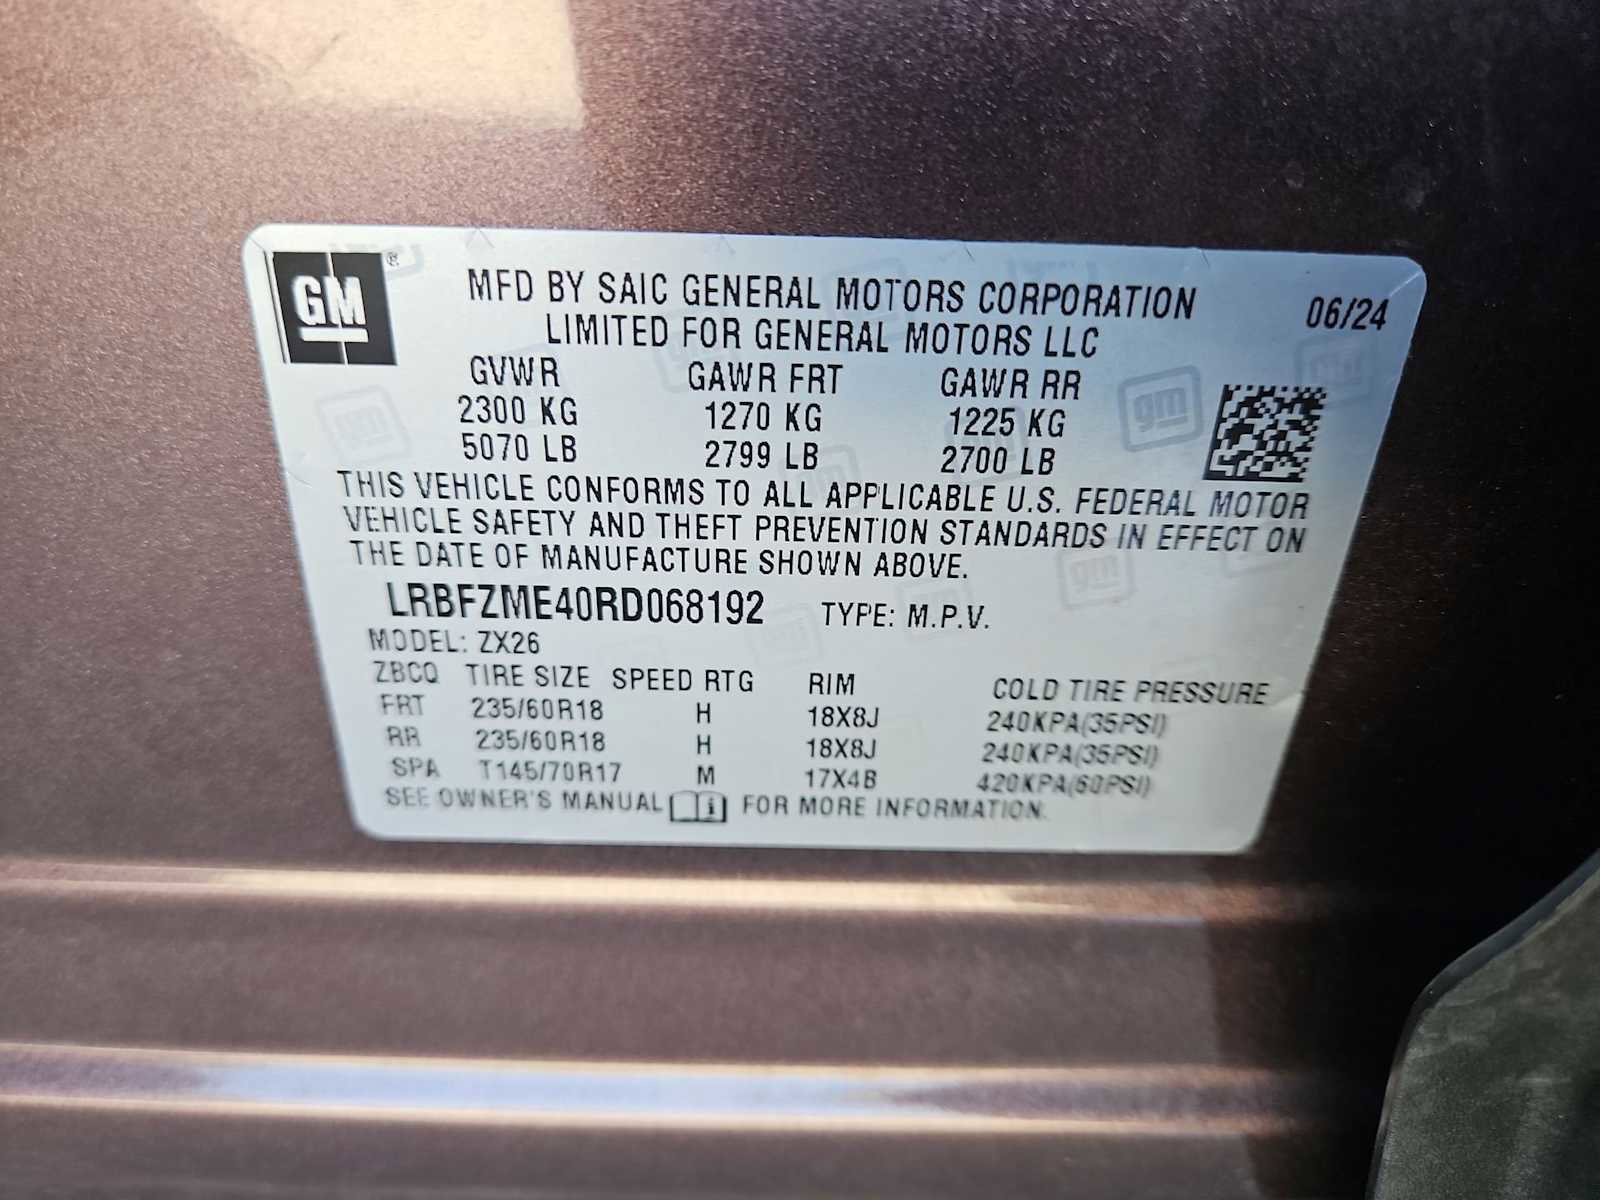 GM ®
MFD BY SAIC GENERAL MOTORS CORPORATION
LIMITED FOR GENERAL MOTORS LLC
06/24
GVWR GAWR FRT GAWR RR
2300 KG 1270 KG 1225 KG
5070 LB 2799 LB 2700 LB
THIS VEHICLE CONFORMS TO ALL APPLICABLE U.S. FEDERAL MOTOR
VEHICLE SAFETY AND THEFT PREVENTION STANDARDS IN EFFECT ON
THE DATE OF MANUFACTURE SHOWN ABOVE.
LRBFZME40RD068192 TYPE: M.P.V.
MODEL: ZX26
ZBCQ TIRE SIZE SPEED RTG RIM COLD TIRE PRESSURE
FRT 235/60R18 H 18X8J 240KPA(35PSI)
RR 235/60R18 H 18X8J 240KPA(35PSI)
SPA T145/70R17 M 17X4B 420KPA(60PSI)
SEE OWNER'S MANUAL FOR MORE INFORMATION.